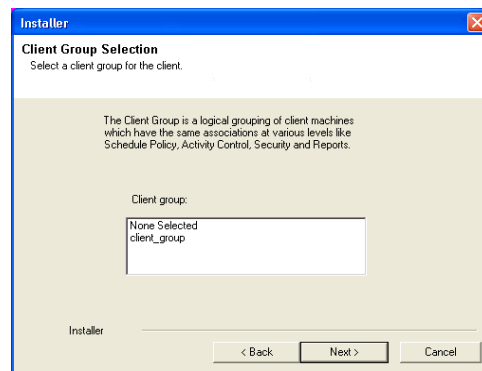 Installer
Client Group Selection
Select a client group for the client.
The Client Group is a logical grouping of client machines
which have the same associations at various levels like
Schedule Policy, Activity Control, Security and Reports.
Client group:
None Selected
client_group
Installer
< Back
Next >
Cancel